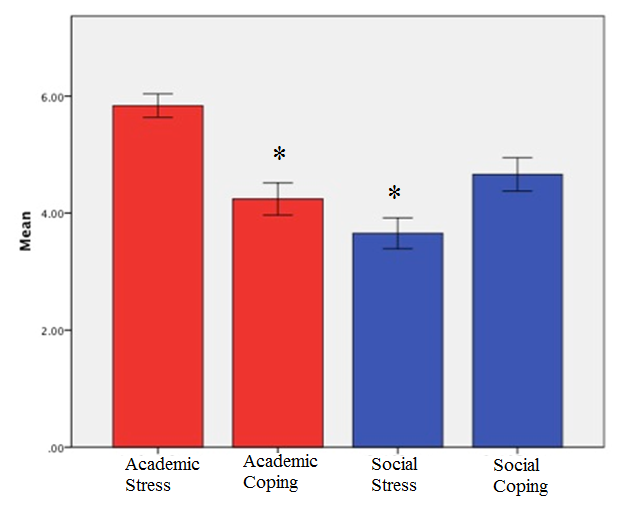 6.00
4.00
2.00
.00
Mean
*
*
Academic
Stress
Academic
Coping
Social
Stress
Social
Coping